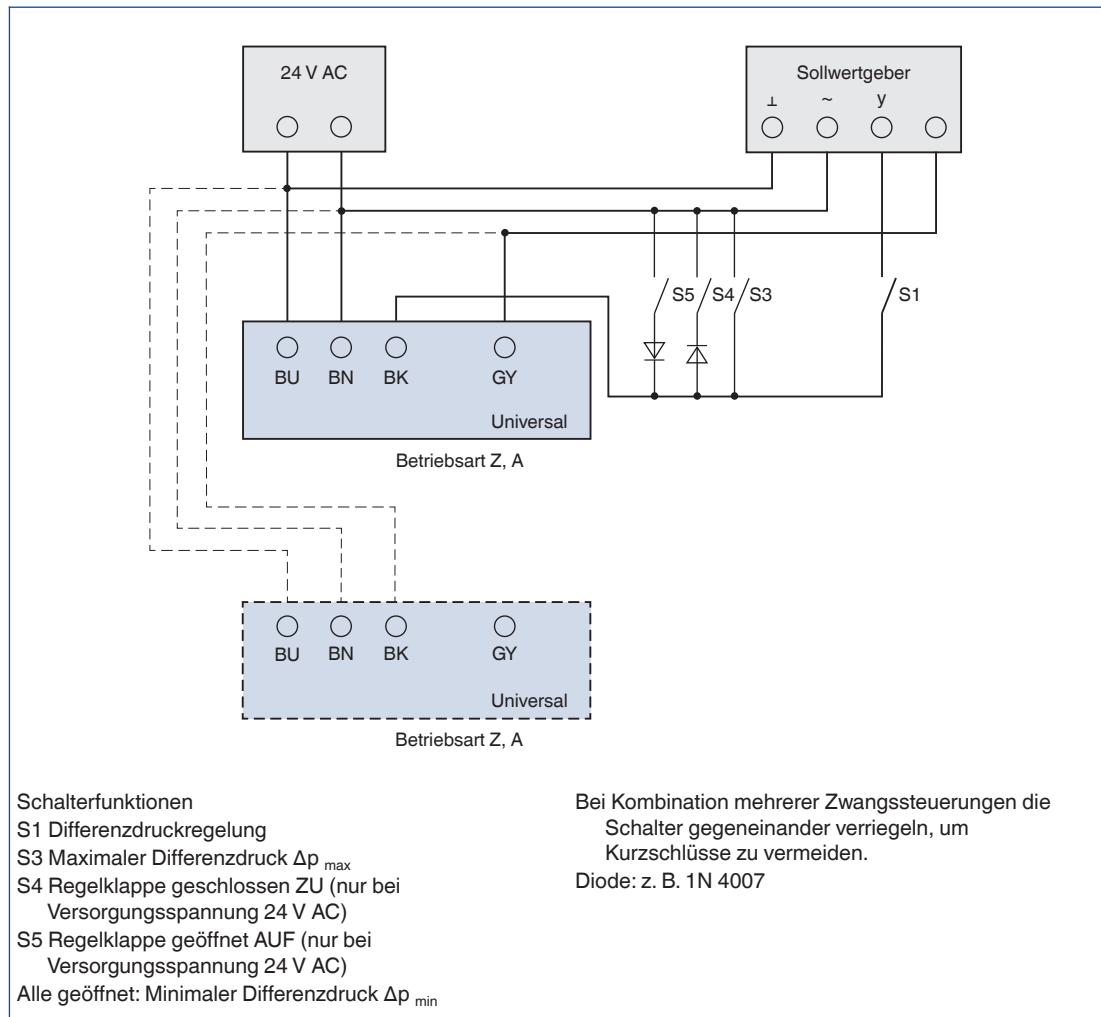 24 V AC
Sollwertgeber
⊥ ~ y
S5 S4 S3 S1
BU BN BK GY
Universal
Betriebsart Z, A
BU BN BK GY
Universal
Betriebsart Z, A
Schalterfunktionen
S1 Differenzdruckregelung
S3 Maximaler Differenzdruck Δp max
S4 Regelklappe geschlossen ZU (nur bei
Versorgungsspannung 24 V AC)
S5 Regelklappe geöffnet AUF (nur bei
Versorgungsspannung 24 V AC)
Alle geöffnet: Minimaler Differenzdruck Δp min
Bei Kombination mehrerer Zwangssteuerungen die
Schalter gegeneinander verriegeln, um
Kurzschlüsse zu vermeiden.
Diode: z. B. 1N 4007